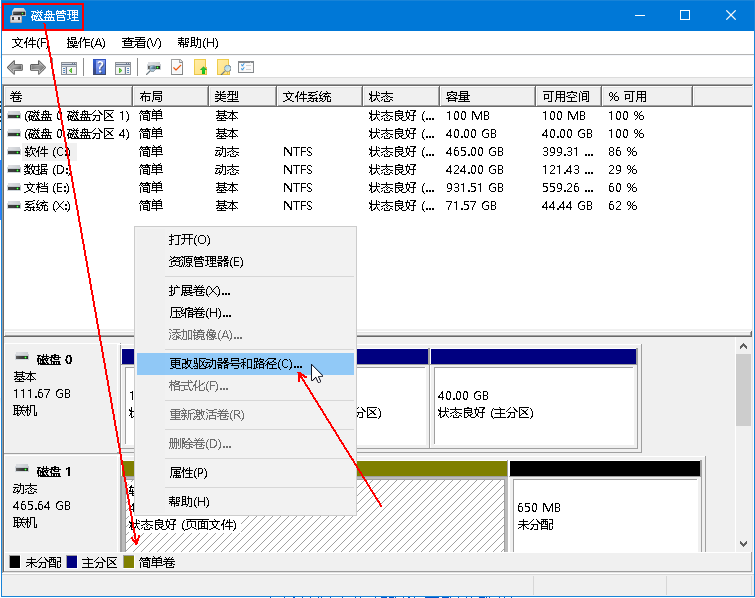 磁盘管理
文件(F) 操作(A) 查看(V) 帮助(H)
卷 布局 类型 文件系统 状态 容量 可用空间 % 可用
(磁盘 0 磁盘分区 1) 简单 基本 状态良好 (... 100 MB 100 MB 100 %
(磁盘 0 磁盘分区 4) 简单 基本 状态良好 (... 40.00 GB 40.00 GB 100 %
软件 (C:) 简单 动态 NTFS 状态良好 (... 465.00 GB 399.31 ... 86 %
数据 (D:) 简单 动态 NTFS 状态良好 424.00 GB 121.43 ... 29 %
文档 (E:) 简单 基本 NTFS 状态良好 (... 931.51 GB 559.26 ... 60 %
系统 (X:) 简单 基本 NTFS 状态良好 (... 71.57 GB 44.44 GB 62 %
打开(O)
资源管理器(E)
扩展卷(X)...
压缩卷(H)...
添加镜像(A)...
更改驱动器号和路径(C)...
格式化(F)...
重新激活卷(R)
删除卷(D)...
属性(P)
帮助(H)
磁盘 0
基本
111.67 GB
联机
分区)
40.00 GB
状态良好 (主分区)
磁盘 1
动态
465.64 GB
联机
状态良好 (页面文件)
650 MB
未分配
未分配 主分区 简单卷